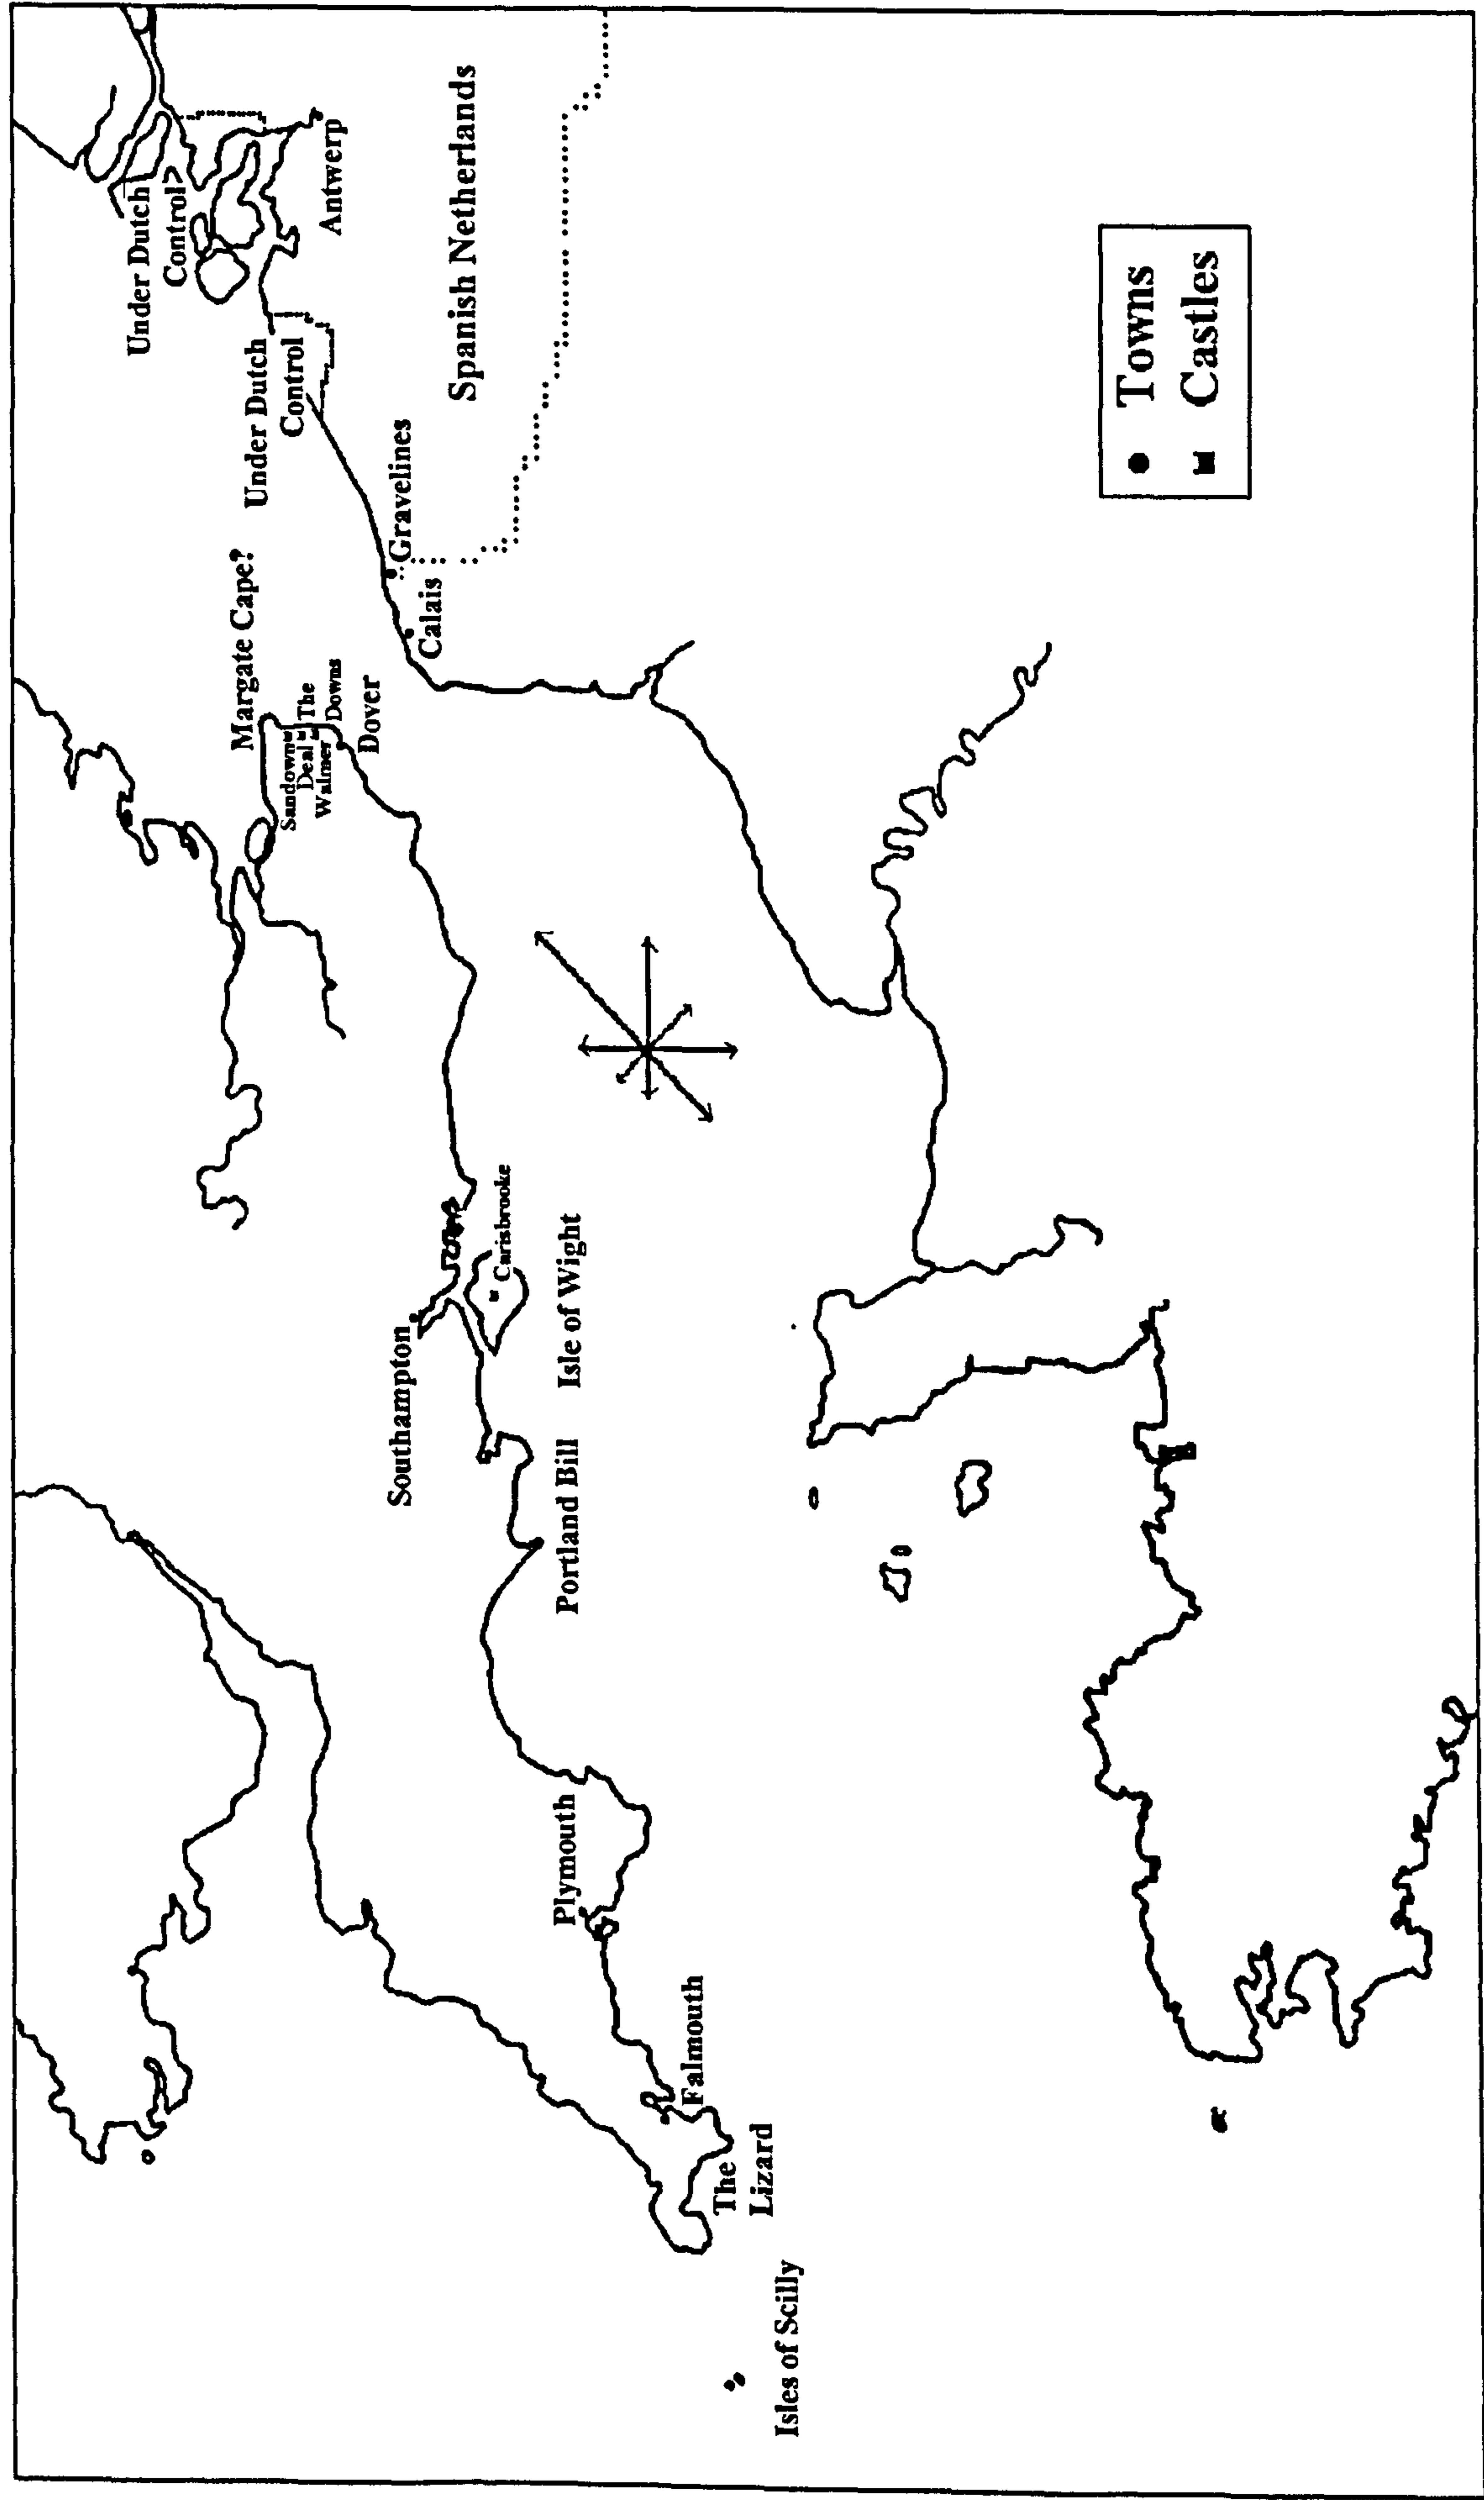 Under Dutch
Control
Antwerp
Under Dutch
Control
Spanish Netherlands
Gravelines
Calais
Margate Cape?
Sandown
Deal
Walmer
The
Downs
Dover
Southampton
Carisbrooke
Isle of Wight
Portland Bill
Plymouth
Falmouth
The
Lizard
Isles of Scilly
Towns
Castles